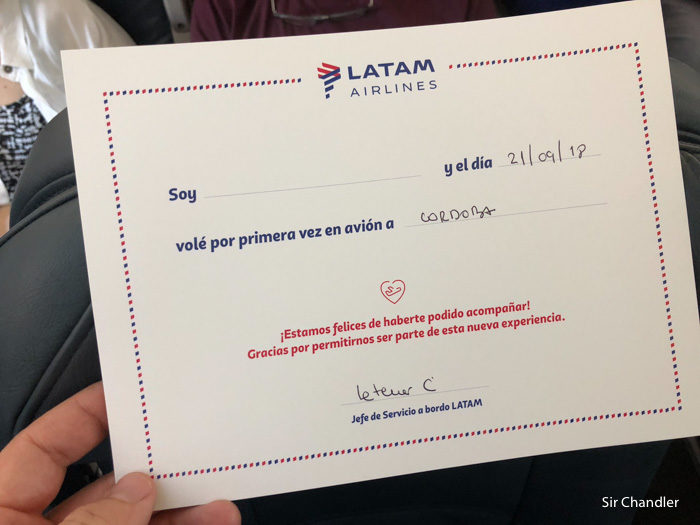 LATAM
AIRLINES
Soy
y el día 21/09/18
volé por primera vez en avión a CORDOBA
¡Estamos felices de haberte podido acompañar!
Gracias por permitirnos ser parte de esta nueva experiencia.
Jefe de Servicio a bordo LATAM
Sir Chandler